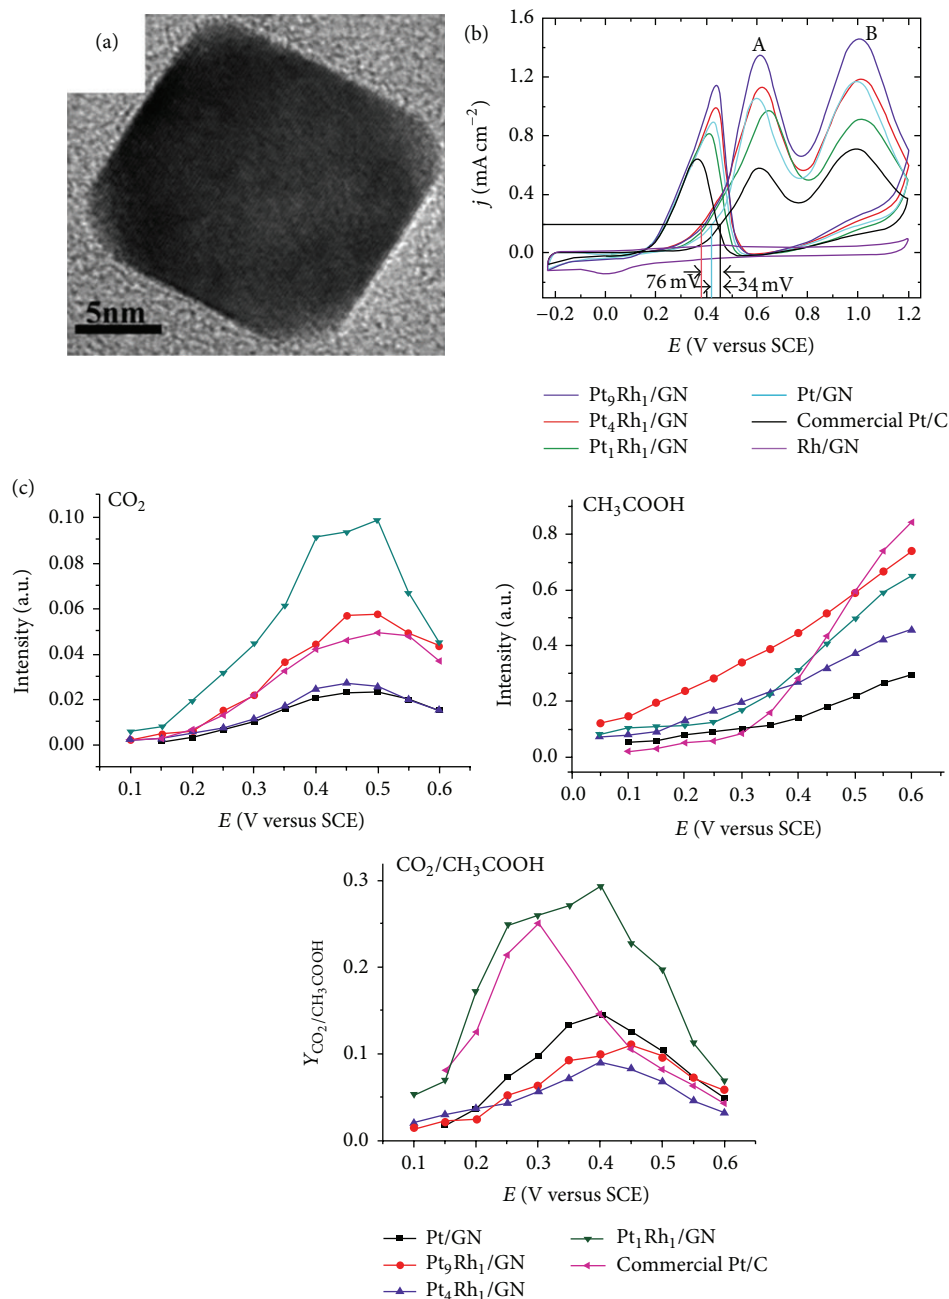 (a)
5nm
(b)
j (mA cm⁻²)
1.6
1.2
0.8
0.4
0.0
A
B
76 mV
34 mV
−0.2 0.0 0.2 0.4 0.6 0.8 1.0 1.2
E (V versus SCE)
Pt₉Rh₁/GN
Pt₄Rh₁/GN
Pt₁Rh₁/GN
Pt/GN
Commercial Pt/C
Rh/GN
(c)
CO₂
Intensity (a.u.)
0.10
0.08
0.06
0.04
0.02
0.00
0.1 0.2 0.3 0.4 0.5 0.6
E (V versus SCE)
CH₃COOH
Intensity (a.u.)
0.8
0.6
0.4
0.2
0.0
0.0 0.1 0.2 0.3 0.4 0.5 0.6
E (V versus SCE)
CO₂/CH₃COOH
Y CO₂/CH₃COOH
0.3
0.2
0.1
0.0
0.1 0.2 0.3 0.4 0.5 0.6
E (V versus SCE)
Pt/GN
Pt₉Rh₁/GN
Pt₄Rh₁/GN
Pt₁Rh₁/GN
Commercial Pt/C